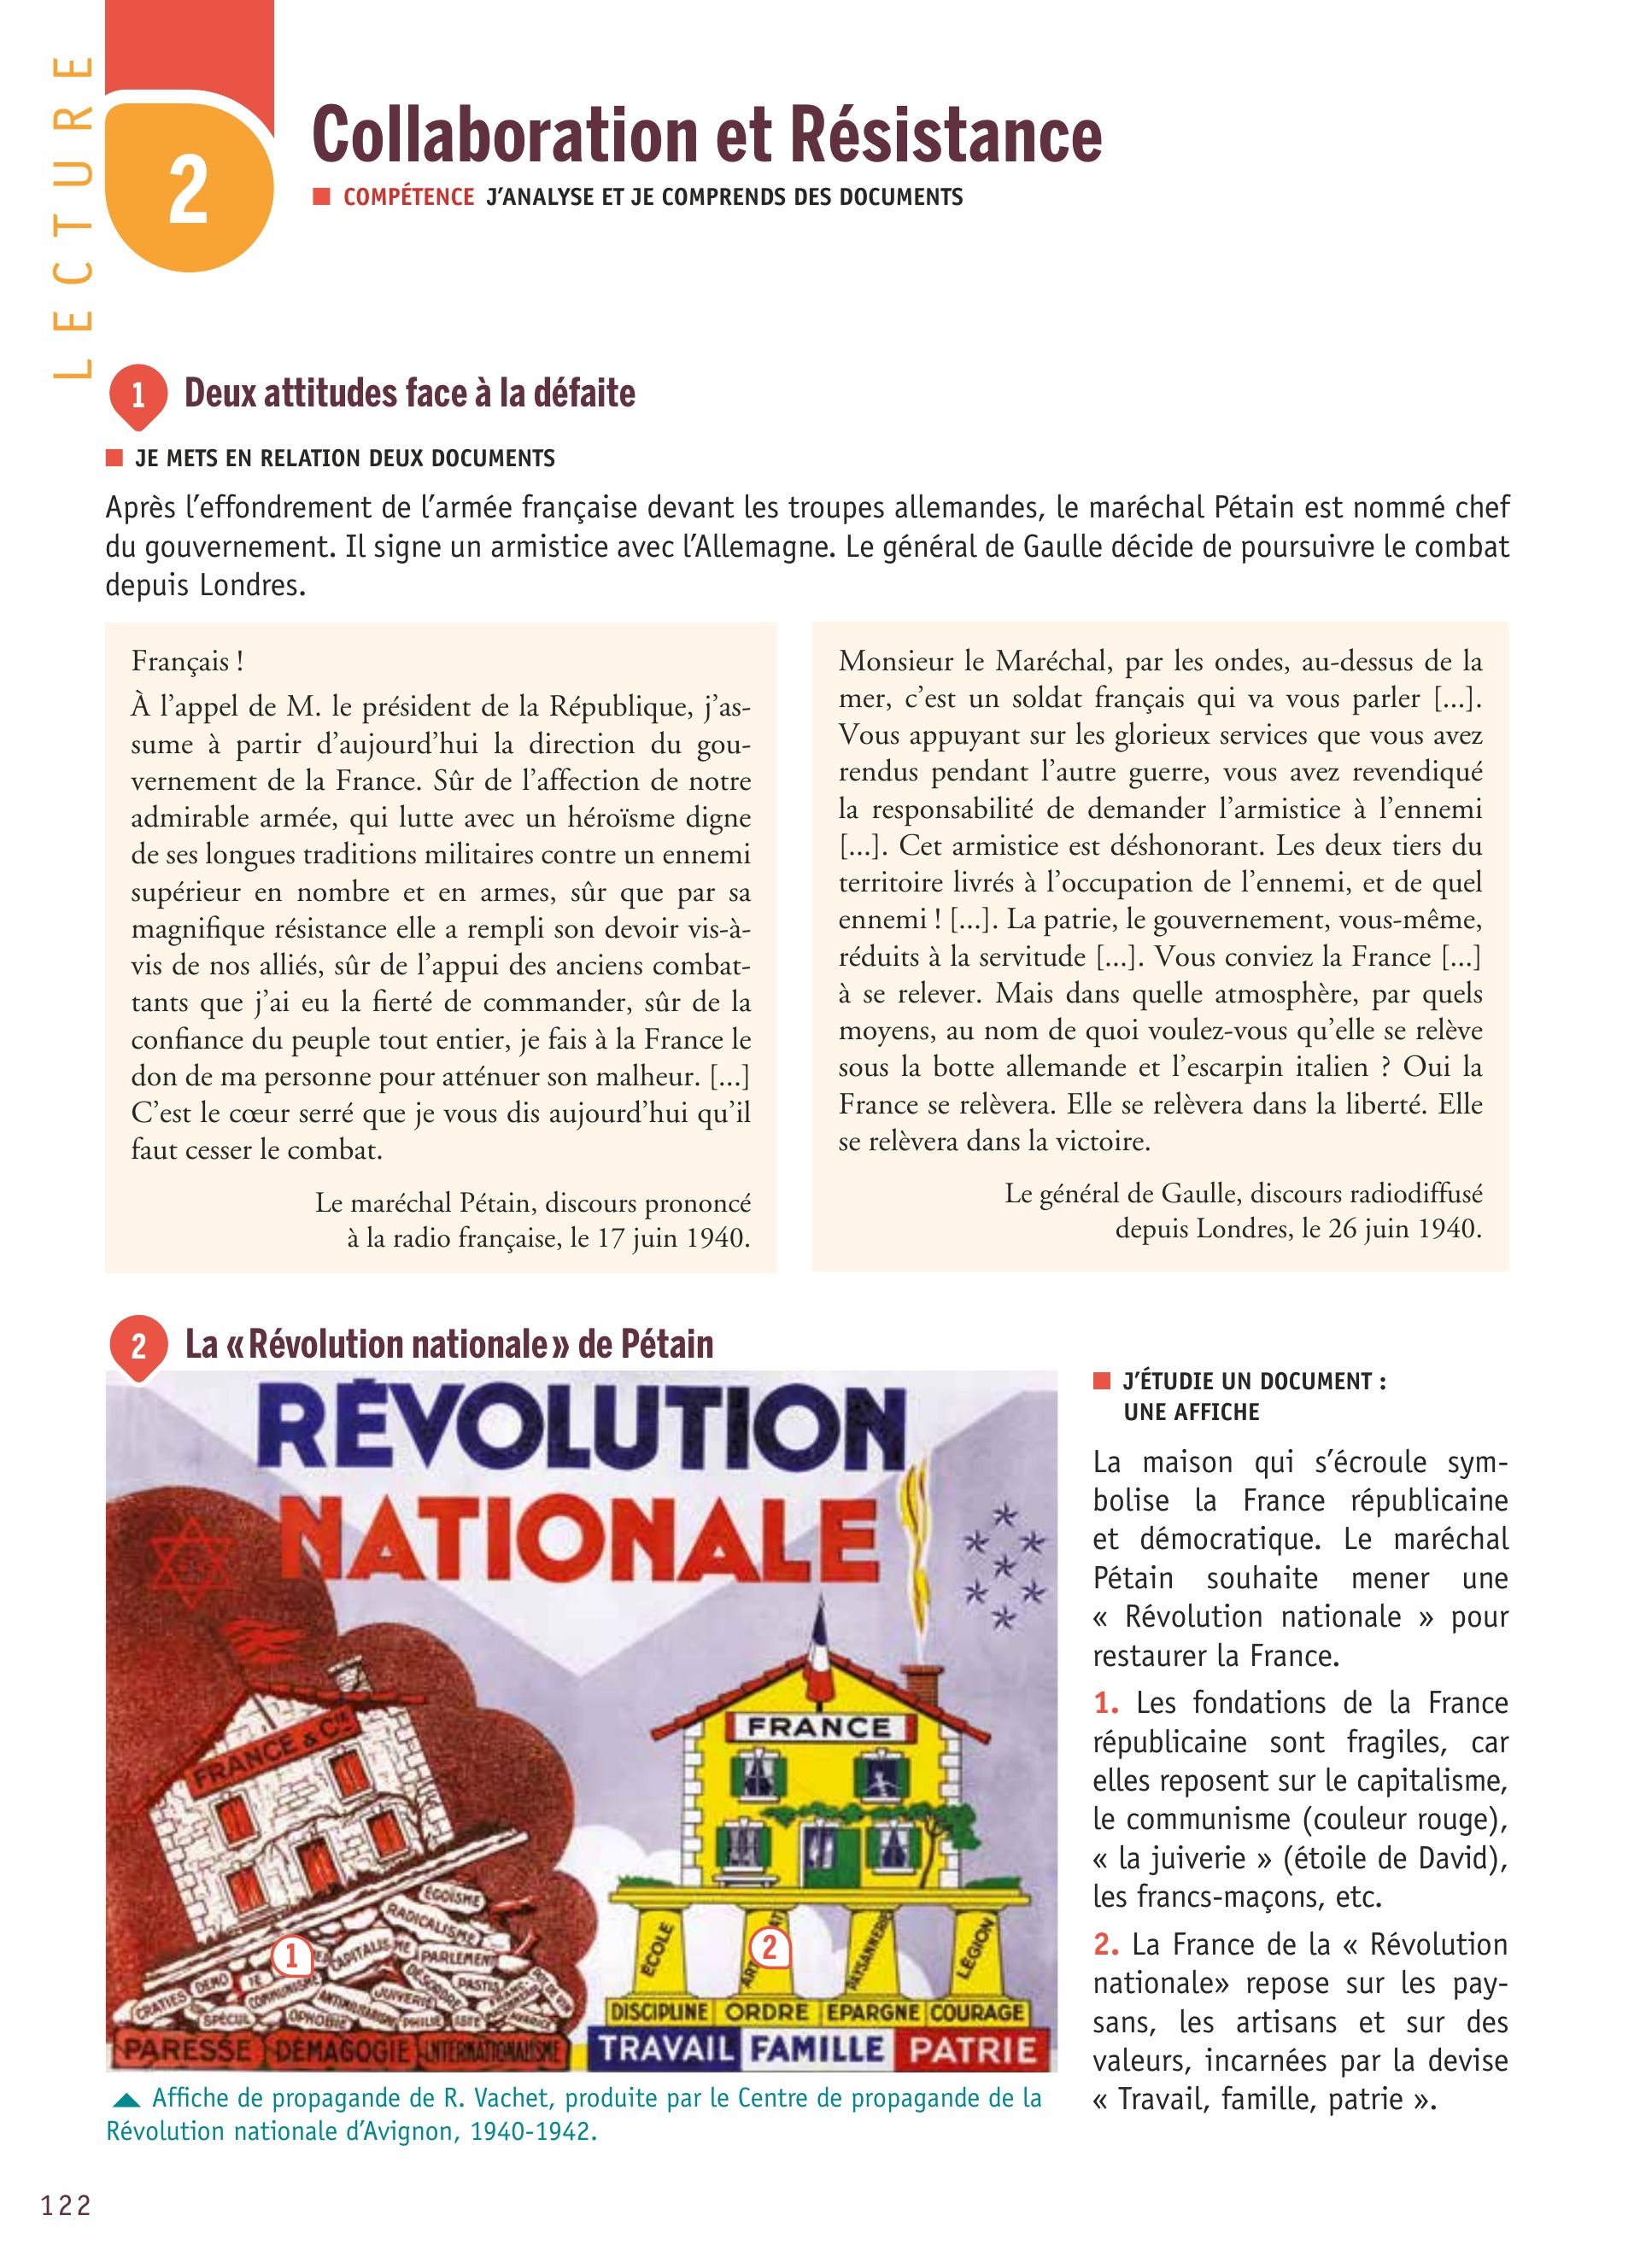 LECTURE
2
Collaboration et Résistance
■ COMPÉTENCE J'ANALYSE ET JE COMPRENDS DES DOCUMENTS
1 Deux attitudes face à la défaite
■ JE METS EN RELATION DEUX DOCUMENTS
Après l'effondrement de l'armée française devant les troupes allemandes, le maréchal Pétain est nommé chef
du gouvernement. Il signe un armistice avec l'Allemagne. Le général de Gaulle décide de poursuivre le combat
depuis Londres.
Français !
À l'appel de M. le président de la République, j'as-
sume à partir d'aujourd'hui la direction du gou-
vernement de la France. Sûr de l'affection de notre
admirable armée, qui lutte avec un héroïsme digne
de ses longues traditions militaires contre un ennemi
supérieur en nombre et en armes, sûr que par sa
magnifique résistance elle a rempli son devoir vis-à-
vis de nos alliés, sûr de l'appui des anciens combat-
tants que j'ai eu la fierté de commander, sûr de la
confiance du peuple tout entier, je fais à la France le
don de ma personne pour atténuer son malheur. [...]
C'est le cœur serré que je vous dis aujourd'hui qu'il
faut cesser le combat.
Le maréchal Pétain, discours prononcé
à la radio française, le 17 juin 1940.
Monsieur le Maréchal, par les ondes, au-dessus de la
mer, c'est un soldat français qui va vous parler [...].
Vous appuyant sur les glorieux services que vous avez
rendus pendant l'autre guerre, vous avez revendiqué
la responsabilité de demander l'armistice à l'ennemi
[...]. Cet armistice est déshonorant. Les deux tiers du
territoire livrés à l'occupation de l'ennemi, et de quel
ennemi ! [...]. La patrie, le gouvernement, vous-même,
réduits à la servitude [...]. Vous conviez la France [...]
à se relever. Mais dans quelle atmosphère, par quels
moyens, au nom de quoi voulez-vous qu'elle se relève
sous la botte allemande et l'escarpin italien ? Oui la
France se relèvera. Elle se relèvera dans la liberté. Elle
se relèvera dans la victoire.
Le général de Gaulle, discours radiodiffusé
depuis Londres, le 26 juin 1940.
2 La « Révolution nationale » de Pétain
RÉVOLUTION
NATIONALE
FRANCE & Cie
EGOÏSME
RADICALISME
CAPITALISME
PARLEMENT
COMMUNISME
JUIVERIE
DESORDRE
PASTIS
DEMO
CRATIES
SPÉCUL
ANTIMILITARISME
1
PARESSE DÉMAGOGIE INTERNATIONALISME
FRANCE
ECOLE
2
PAYSANNERIE
LÉGION
DISCIPLINE ORDRE EPARGNE COURAGE
TRAVAIL FAMILLE PATRIE
▲ Affiche de propagande de R. Vachet, produite par le Centre de propagande de la
Révolution nationale d'Avignon, 1940-1942.
■ J'ÉTUDIE UN DOCUMENT :
UNE AFFICHE
La maison qui s'écroule sym-
bolise la France républicaine
et démocratique. Le maréchal
Pétain souhaite mener une
« Révolution nationale » pour
restaurer la France.
1. Les fondations de la France
républicaine sont fragiles, car
elles reposent sur le capitalisme,
le communisme (couleur rouge),
« la juiverie » (étoile de David),
les francs-maçons, etc.
2. La France de la « Révolution
nationale» repose sur les pay-
sans, les artisans et sur des
valeurs, incarnées par la devise
« Travail, famille, patrie ».
122